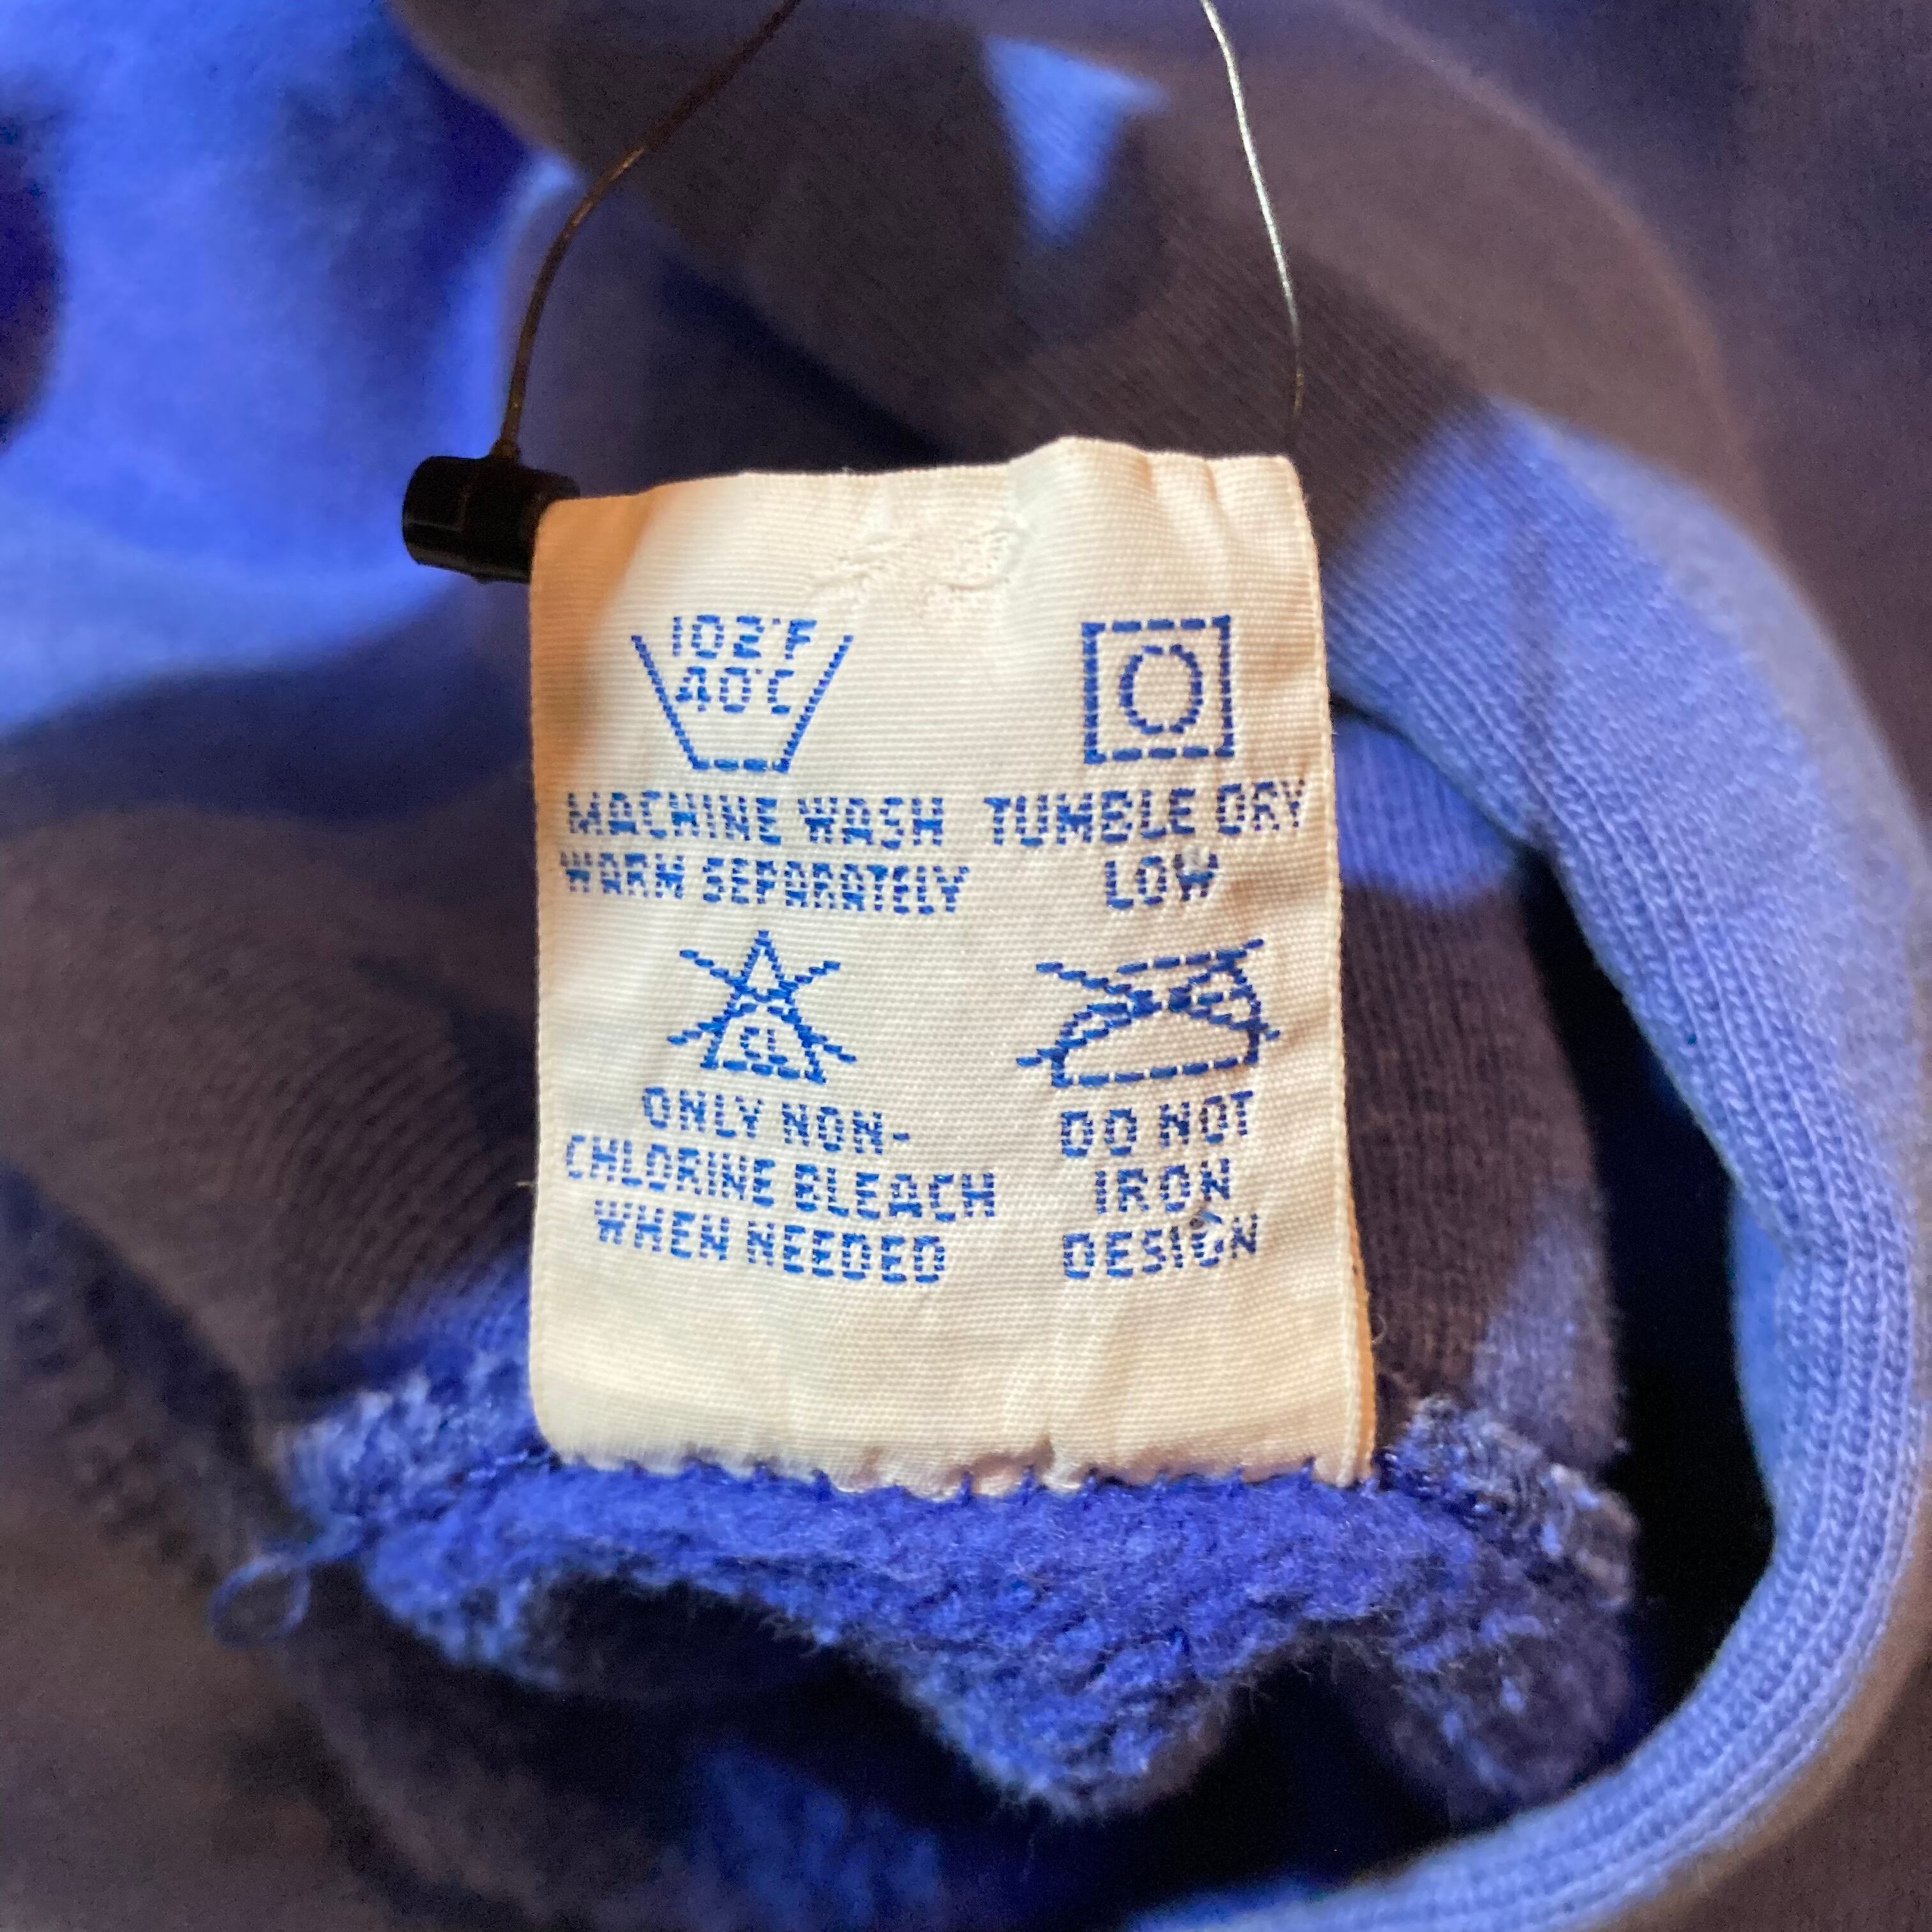 102°F
40°C
MACHINE WASH
WARM SEPARATELY
TUMBLE DRY
LOW
CL
ONLY NON-
CHLORINE BLEACH
WHEN NEEDED
DO NOT
IRON
DESIGN